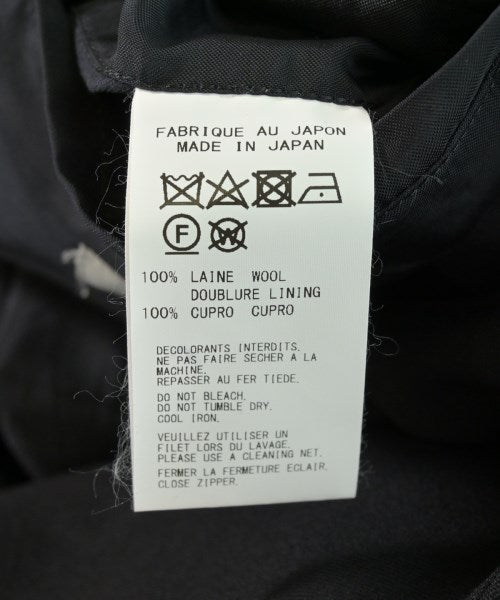 FABRIQUE AU JAPON
MADE IN JAPAN
F W
100% LAINE WOOL
DOUBLURE LINING
100% CUPRO CUPRO
DECOLORANTS INTERDITS.
NE PAS FAIRE SECHER A LA
MACHINE.
REPASSER AU FER TIEDE.
DO NOT BLEACH.
DO NOT TUMBLE DRY.
COOL IRON.
VEUILLEZ UTILISER UN
FILET LORS DU LAVAGE.
PLEASE USE A CLEANING NET.
FERMER LA FERMETURE ECLAIR.
CLOSE ZIPPER.